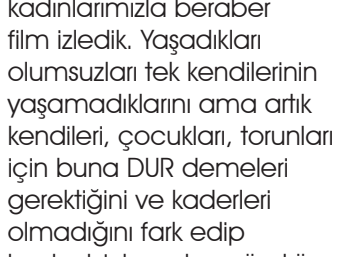 kadınlarımızla beraber
film izledik. Yaşadıkları
olumsuzları tek kendilerinin
yaşamadıklarını ama artık
kendileri, çocukları, torunları
için buna DUR demeleri
gerektiğini ve kaderleri
olmadığını fark edip